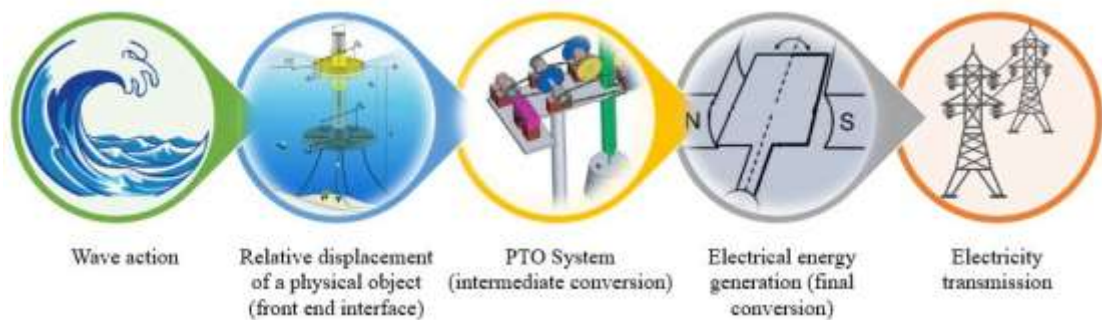 N
S
Wave action
Relative displacement
of a physical object
(front end interface)
PTO System
(intermediate conversion)
Electrical energy
generation (final
conversion)
Electricity
transmission